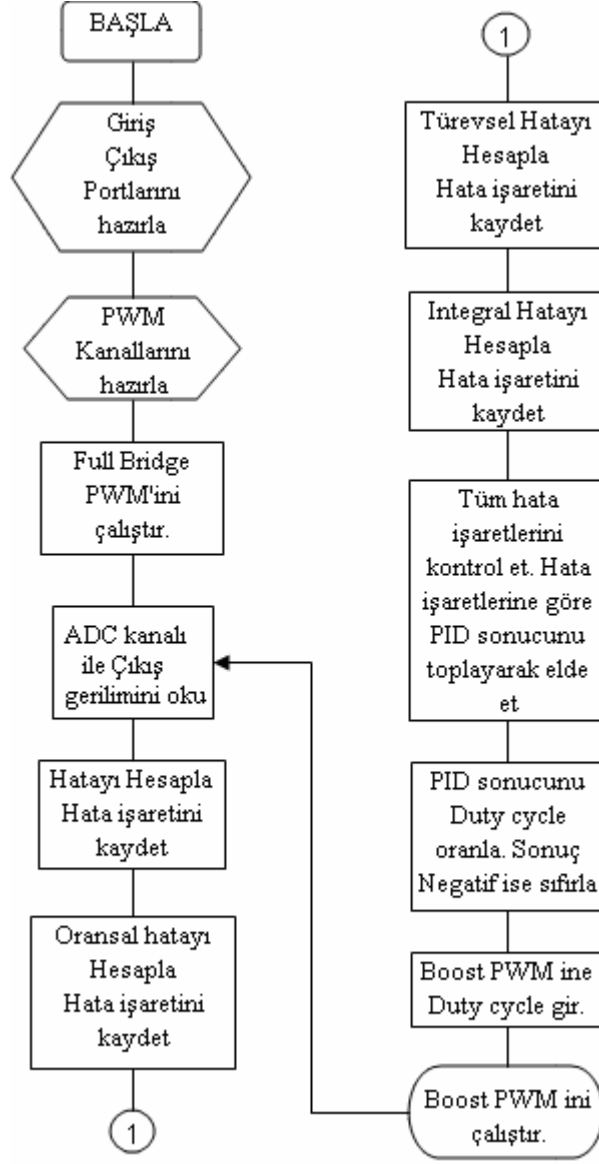 BAŞLA
Giriş
Çıkış
Portlarını
hazırla
PWM
Kanallarını
hazırla
Full Bridge
PWM'ini
çalıştır.
ADC kanalı
ile Çıkış
gerilimini oku
Hatayı Hesapla
Hata işaretini
kaydet
Oransal hatayı
Hesapla
Hata işaretini
kaydet
1
1
Türevsel Hatayı
Hesapla
Hata işaretini
kaydet
Integral Hatayı
Hesapla
Hata işaretini
kaydet
Tüm hata
işaretlerini
kontrol et. Hata
işaretlerine göre
PID sonucunu
toplayarak elde
et
PID sonucunu
Duty cycle
oranla. Sonuç
Negatif ise sıfırla
Boost PWM ine
Duty cycle gir.
Boost PWM ini
çalıştır.